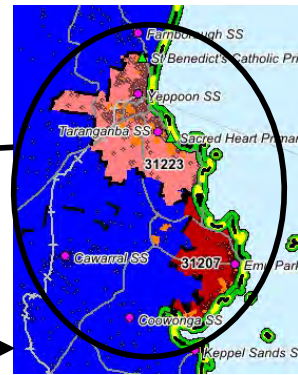 Farnborough SS
St Benedict's Catholic Pri
Yeppoon SS
Taranganba SS
Sacred Heart Primar
31223
Cawarral SS
31207
Emu Park
Coowonga SS
Keppel Sands S